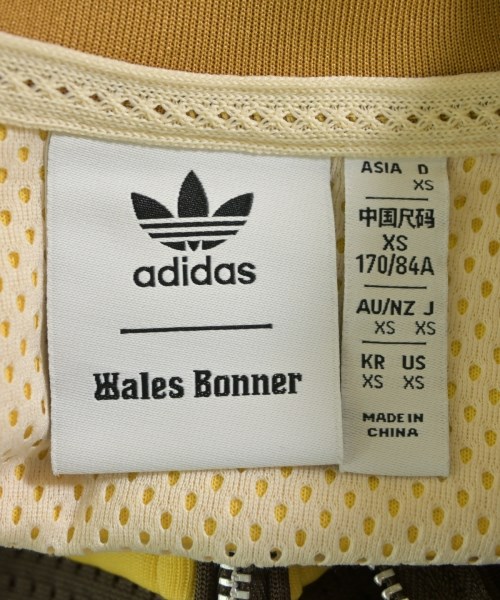 adidas
Wales Bonner
ASIA D
XS
中国尺码
XS
170/84A
AU/NZ J
XS XS
KR US
XS XS
MADE IN
CHINA